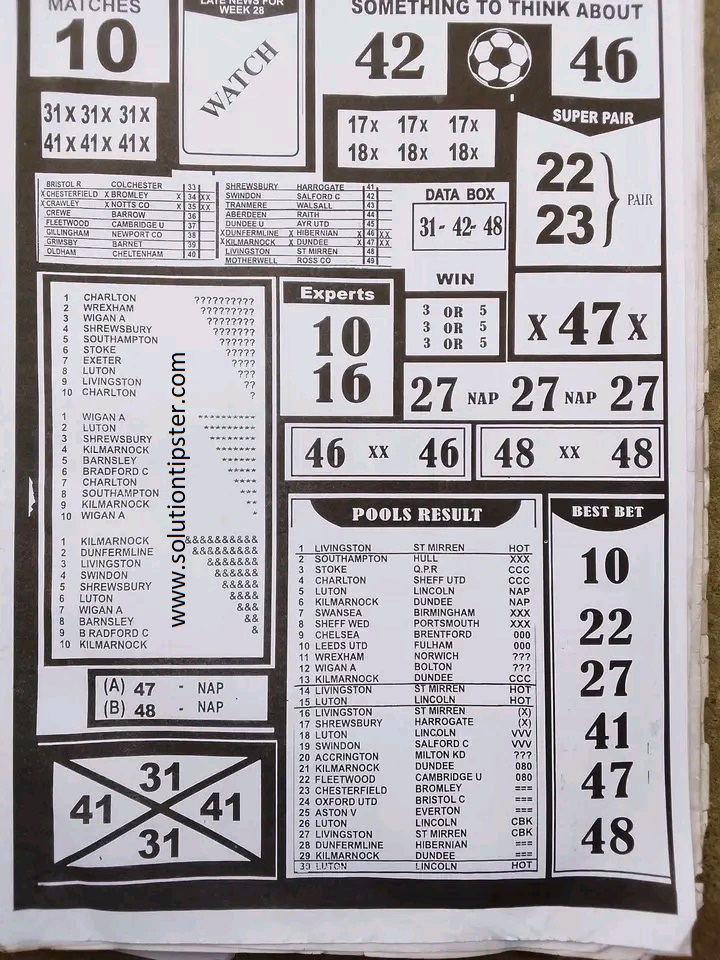 MATCHES
10
LATE NEWS FOR
WEEK 28
WATCH
SOMETHING TO THINK ABOUT
42
46
31X 31X 31X
41X 41X 41X
17x 17x 17x
18x 18x 18x
SUPER PAIR
22
23
PAIR
BRISTOL R COLCHESTER 33
X CHESTERFIELD X BROMLEY X 34 XX
X CRAWLEY X NOTTS CO X 35 XX
CREWE BARROW 36
FLEETWOOD CAMBRIDGE U 37
GILLINGHAM NEWPORT CO 38
GRIMSBY BARNET 39
OLDHAM CHELTENHAM 40
SHREWSBURY HARROGATE 41
SWINDON SALFORD C 42
TRANMERE WALSALL 43
ABERDEEN RAITH 44
DUNDEE U AYR UTD 45
X DUNFERMLINE X HIBERNIAN X 46 XX
X KILMARNOCK X DUNDEE X 47 XX
LIVINGSTON ST MIRREN 48
MOTHERWELL ROSS CO 49
DATA BOX
31- 42- 48
WIN
3 OR 5
3 OR 5
3 OR 5
X 47 X
1 CHARLTON ??????????
2 WREXHAM ?????????
3 WIGAN A ????????
4 SHREWSBURY ???????
5 SOUTHAMPTON ??????
6 STOKE ?????
7 EXETER ????
8 LUTON ???
9 LIVINGSTON ??
10 CHARLTON ?
1 WIGAN A **********
2 LUTON *********
3 SHREWSBURY ********
4 KILMARNOCK *******
5 BARNSLEY ******
6 BRADFORD C *****
7 CHARLTON ****
8 SOUTHAMPTON ***
9 KILMARNOCK **
10 WIGAN A *
1 KILMARNOCK &&&&&&&&&&
2 DUNFERMLINE &&&&&&&&&
3 LIVINGSTON &&&&&&&
4 SWINDON &&&&&&
5 SHREWSBURY &&&&&
6 LUTON &&&&
7 WIGAN A &&&
8 BARNSLEY &&
9 B RADFORD C &
10 KILMARNOCK
www.solutiontipster.com
Experts
10
16
27 NAP 27 NAP 27
46 xx 46
48 xx 48
(A) 47 - NAP
(B) 48 - NAP
31
41 41
31
POOLS RESULT
1 LIVINGSTON ST MIRREN HOT
2 SOUTHAMPTON HULL XXX
3 STOKE Q.P.R CCC
4 CHARLTON SHEFF UTD CCC
5 LUTON LINCOLN NAP
6 KILMARNOCK DUNDEE NAP
7 SWANSEA BIRMINGHAM XXX
8 SHEFF WED PORTSMOUTH XXX
9 CHELSEA BRENTFORD 000
10 LEEDS UTD FULHAM 000
11 WREXHAM NORWICH ???
12 WIGAN A BOLTON ???
13 KILMARNOCK DUNDEE CCC
14 LIVINGSTON ST MIRREN HOT
15 LUTON LINCOLN HOT
16 LIVINGSTON ST MIRREN (X)
17 SHREWSBURY HARROGATE (X)
18 LUTON LINCOLN VVV
19 SWINDON SALFORD C VVV
20 ACCRINGTON MILTON KD ???
21 KILMARNOCK DUNDEE 080
22 FLEETWOOD CAMBRIDGE U 080
23 CHESTERFIELD BROMLEY ===
24 OXFORD UTD BRISTOL C ===
25 ASTON V EVERTON ===
26 LUTON LINCOLN CBK
27 LIVINGSTON ST MIRREN CBK
28 DUNFERMLINE HIBERNIAN ===
29 KILMARNOCK DUNDEE ===
30 LUTON LINCOLN HOT
BEST BET
10
22
27
41
47
48